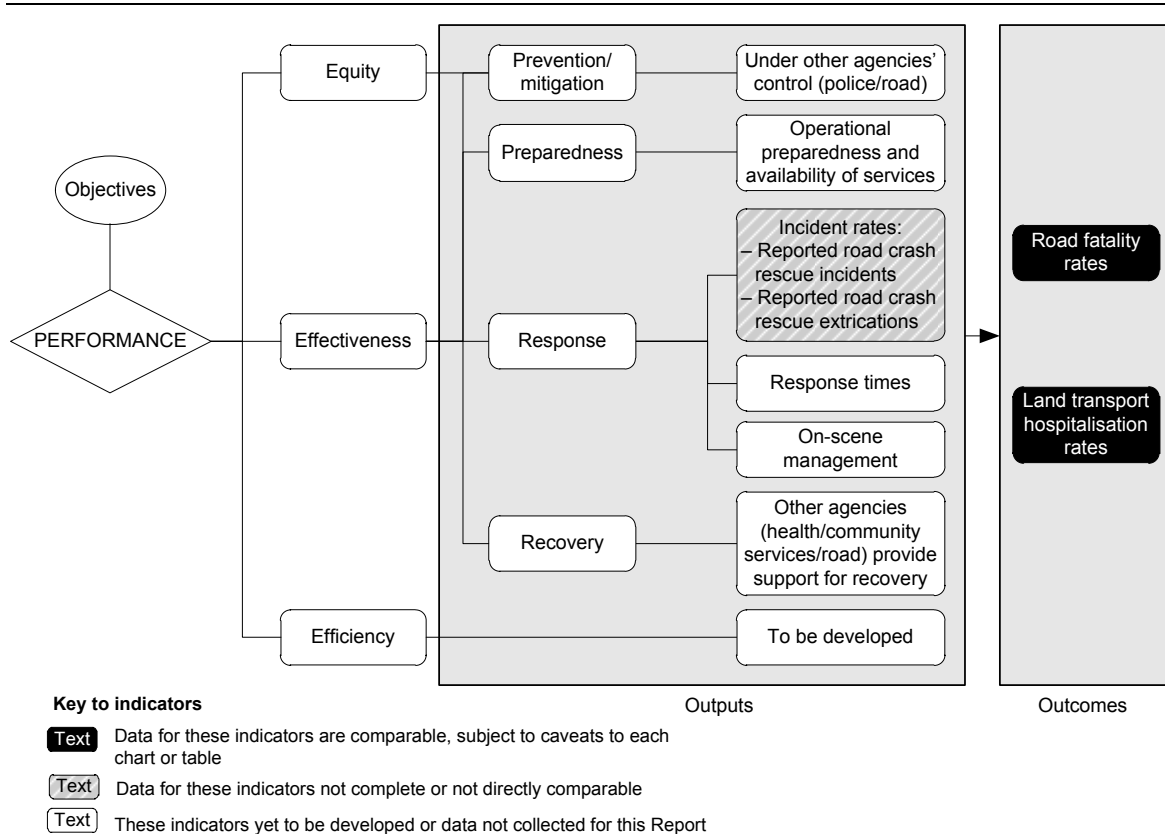 Objectives
PERFORMANCE
Equity
Effectiveness
Efficiency
Prevention/
mitigation
Preparedness
Response
Recovery
Under other agencies’
control (police/road)
Operational
preparedness and
availability of services
Incident rates:
– Reported road crash
rescue incidents
– Reported road crash
rescue extrications
Response times
On-scene
management
Other agencies
(health/community
services/road) provide
support for recovery
To be developed
Outputs
Road fatality
rates
Land transport
hospitalisation
rates
Outcomes
Key to indicators
Text Data for these indicators are comparable, subject to caveats to each
chart or table
Text Data for these indicators not complete or not directly comparable
Text These indicators yet to be developed or data not collected for this Report